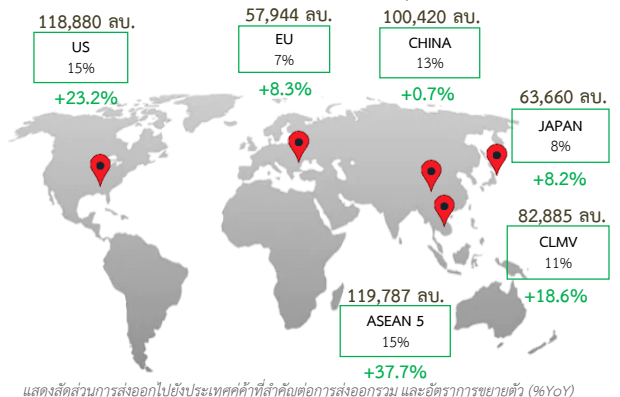 118,880 ลบ.
US
15%
+23.2%
57,944 ลบ.
EU
7%
+8.3%
100,420 ลบ.
CHINA
13%
+0.7%
63,660 ลบ.
JAPAN
8%
+8.2%
82,885 ลบ.
CLMV
11%
+18.6%
119,787 ลบ.
ASEAN 5
15%
+37.7%
แสดงสัดส่วนการส่งออกไปยังประเทศคู่ค้าที่สำคัญต่อการส่งออกรวม และอัตราการขยายตัว (%YoY)